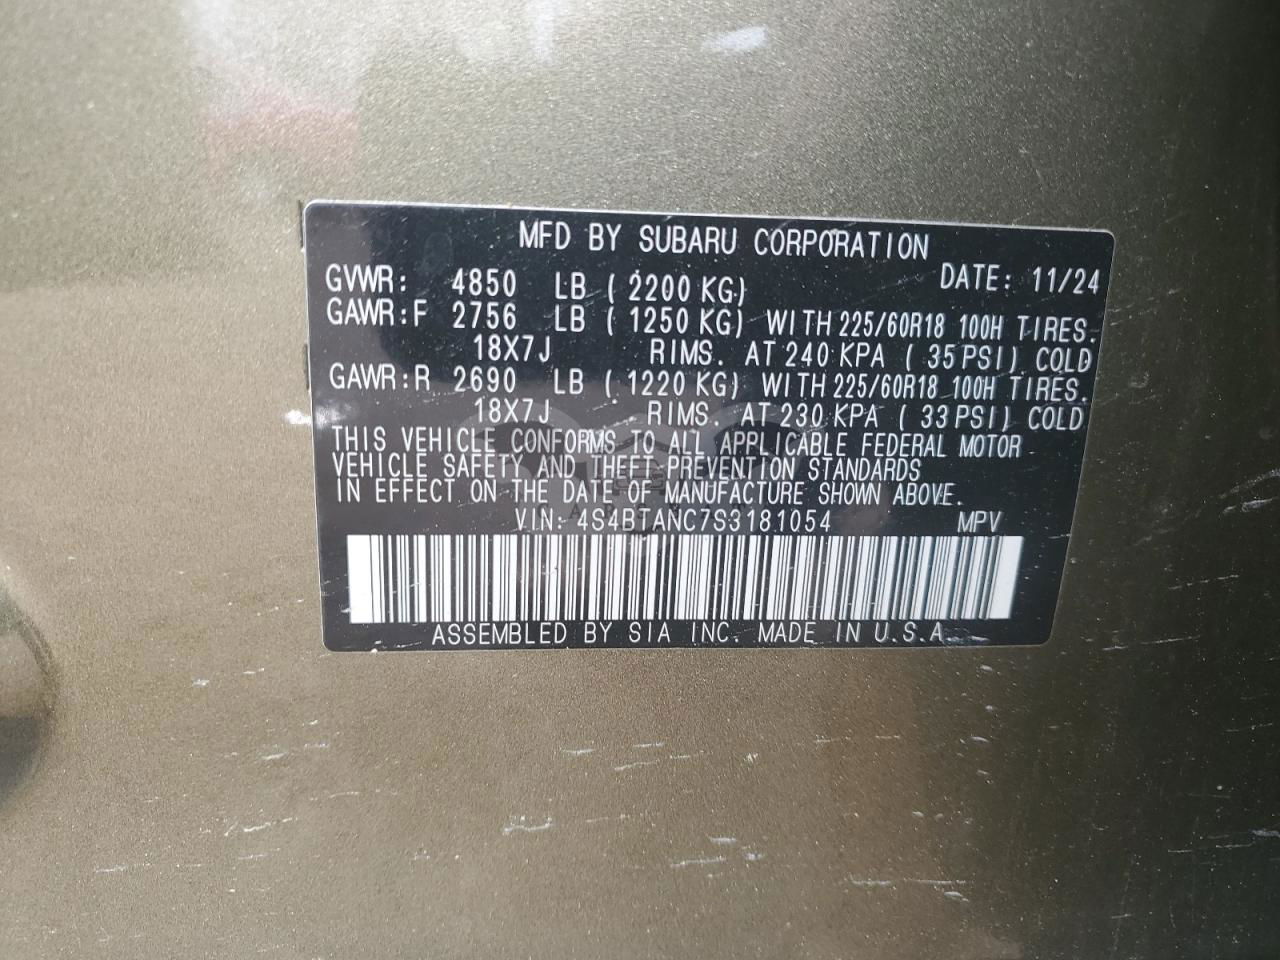 MFD BY SUBARU CORPORATION
GVWR: 4850 LB ( 2200 KG) DATE: 11/24
GAWR:F 2756 LB ( 1250 KG) WITH 225/60R18 100H TIRES.
18X7J RIMS. AT 240 KPA ( 35 PSI) COLD
GAWR:R 2690 LB ( 1220 KG) WITH 225/60R18 100H TIRES.
18X7J RIMS. AT 230 KPA ( 33 PSI) COLD
THIS VEHICLE CONFORMS TO ALL APPLICABLE FEDERAL MOTOR
VEHICLE SAFETY AND THEFT PREVENTION STANDARDS
IN EFFECT ON THE DATE OF MANUFACTURE SHOWN ABOVE.
VIN: 4S4BTANC7S3181054 MPV
ASSEMBLED BY SIA INC. MADE IN U.S.A.